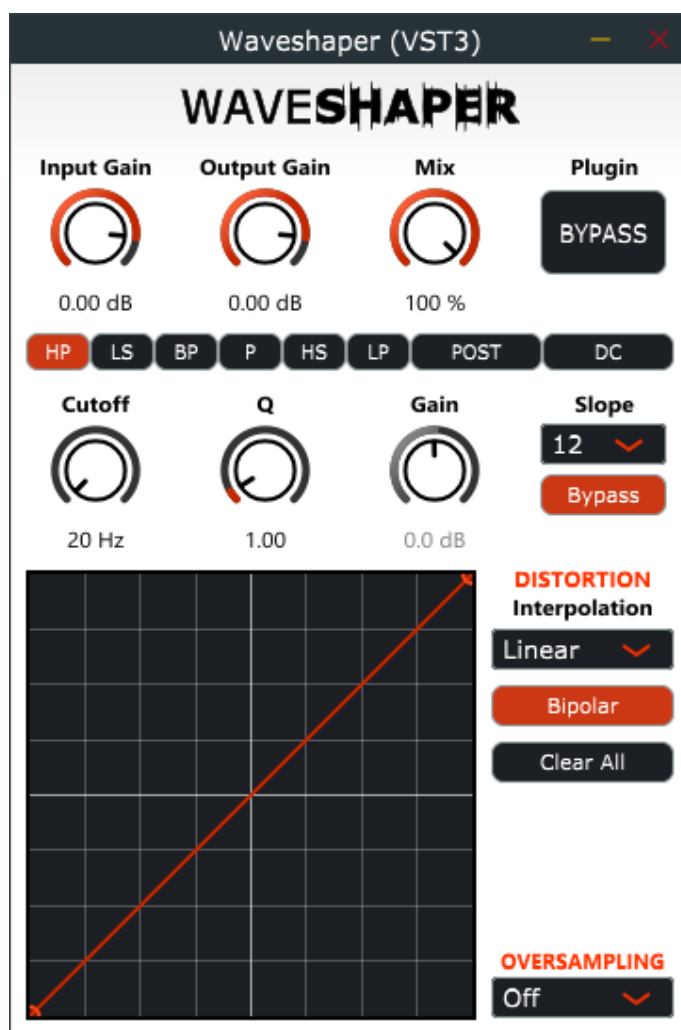 Waveshaper (VST3)
WAVESHAPER
Input Gain Output Gain Mix Plugin
BYPASS
0.00 dB 0.00 dB 100 %
HP LS BP P HS LP POST DC
Cutoff Q Gain Slope
12
Bypass
20 Hz 1.00 0.0 dB
DISTORTION
Interpolation
Linear
Bipolar
Clear All
OVERSAMPLING
Off